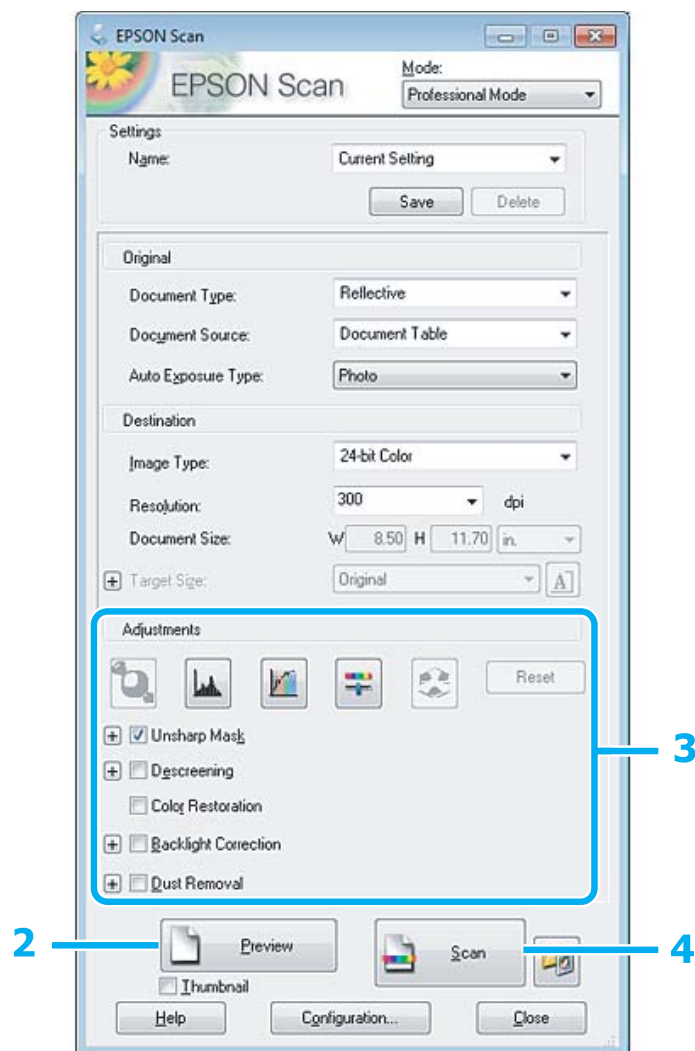 EPSON Scan
EPSON Scan
Mode:
Professional Mode
Settings
Name: Current Setting
Save Delete
Original
Document Type: Reflective
Document Source: Document Table
Auto Exposure Type: Photo
Destination
Image Type: 24-bit Color
Resolution: 300 dpi
Document Size: W 8.50 H 11.70 in.
+ Target Size: Original A
Adjustments
Reset
+ Unsharp Mask
3
+ Descreening
Color Restoration
+ Backlight Correction
+ Dust Removal
2 Preview Scan 4
Thumbnail
Help Configuration... Close